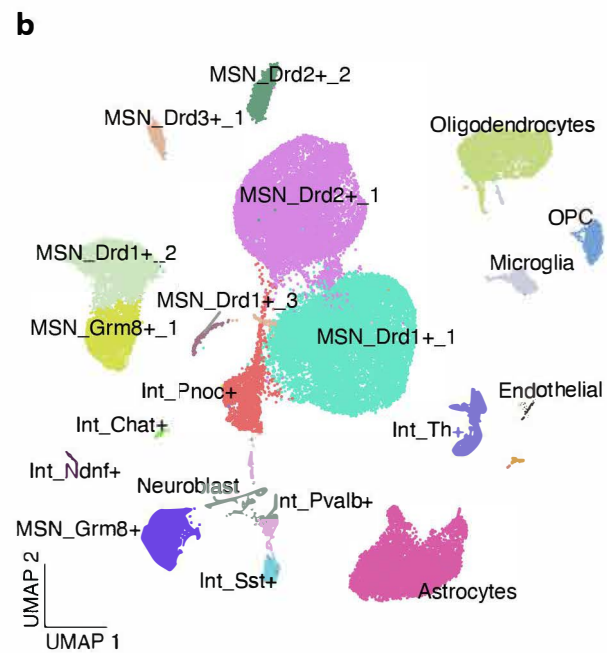 b
MSN_Drd2+_2
MSN_Drd3+_1
Oligodendrocytes
MSN_Drd2+_1
OPC
MSN_Drd1+_2
Microglia
MSN_Drd1+_3
MSN_Grm8+_1
MSN_Drd1+_1
Int_Pnoc+
Endothelial
Int_Chat+
Int_Th+
Int_Ndnf+
Neuroblast
nt_Pvalb+
MSN_Grm8+
Int_Sst+
Astrocytes
UMAP 2
UMAP 1